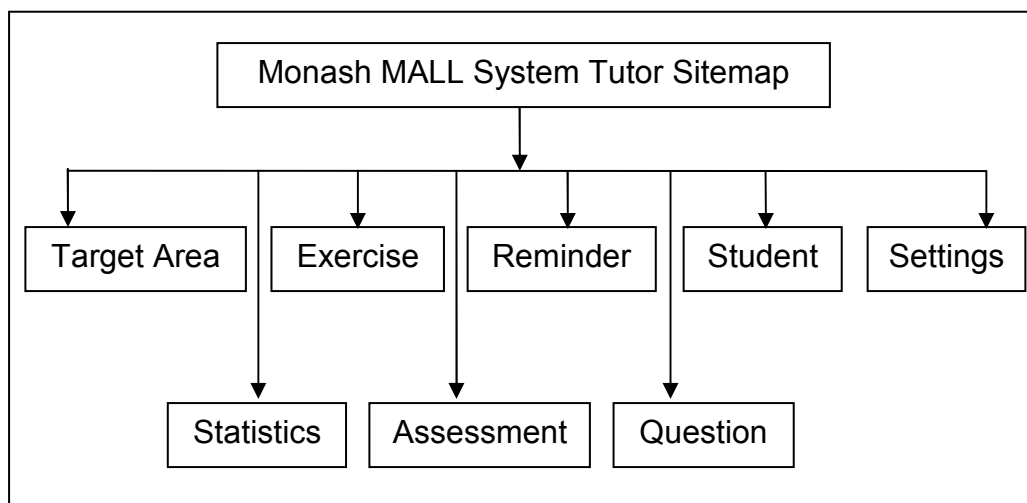 Monash MALL System Tutor Sitemap
Target Area
Exercise
Reminder
Student
Settings
Statistics
Assessment
Question